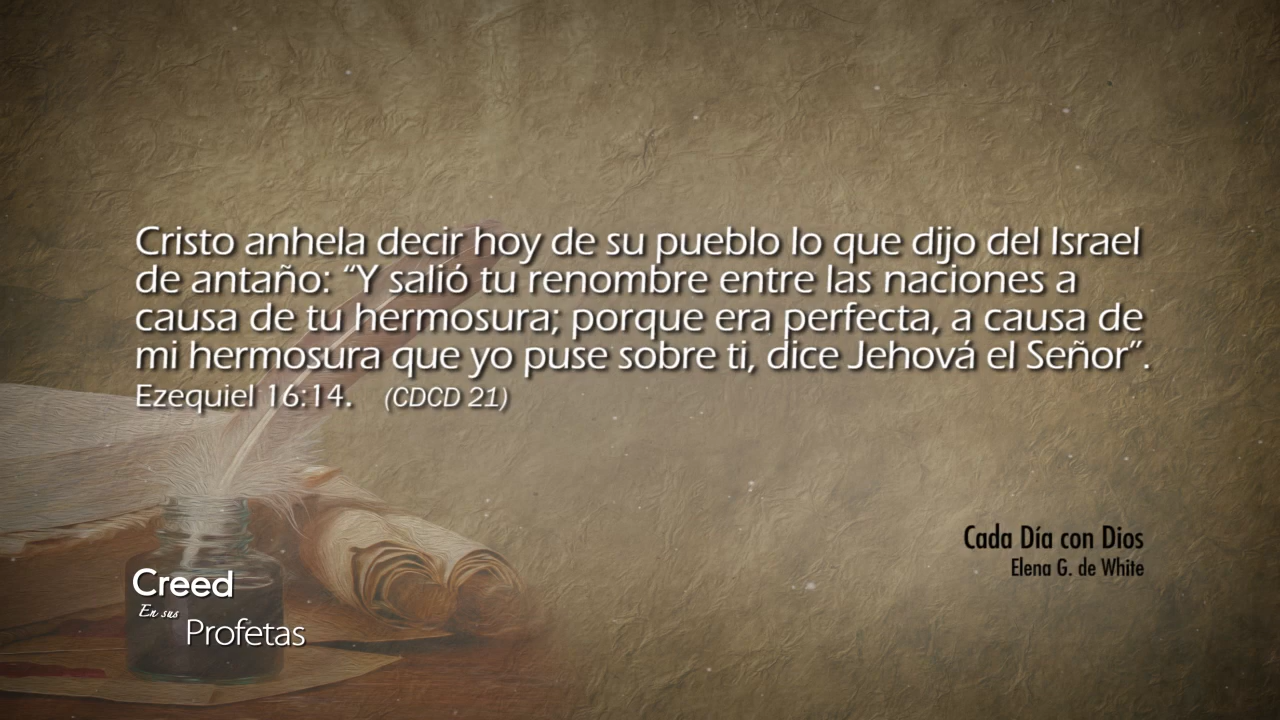 Cristo anhela decir hoy de su pueblo lo que dijo del Israel
de antaño: “Y salió tu renombre entre las naciones a
causa de tu hermosura; porque era perfecta, a causa de
mi hermosura que yo puse sobre ti, dice Jehová el Señor”.
Ezequiel 16:14. (CDCD 21)
Cada Día con Dios
Elena G. de White
Creed
En sus
Profetas